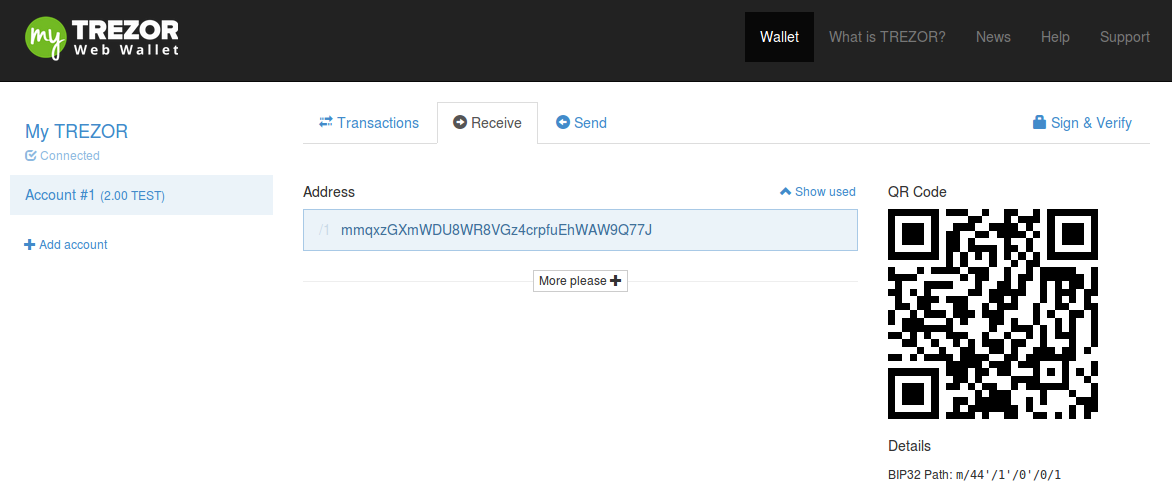 my TREZOR
Web Wallet
Wallet
What is TREZOR?
News
Help
Support
My TREZOR
Connected
Account #1 (2.00 TEST)
Add account
Transactions
Receive
Send
Sign & Verify
Address
Show used
/1 mmqxzGXmWDU8WR8VGz4crpfuEhWAW9Q77J
More please
QR Code
Details
BIP32 Path: m/44'/1'/0'/0/1